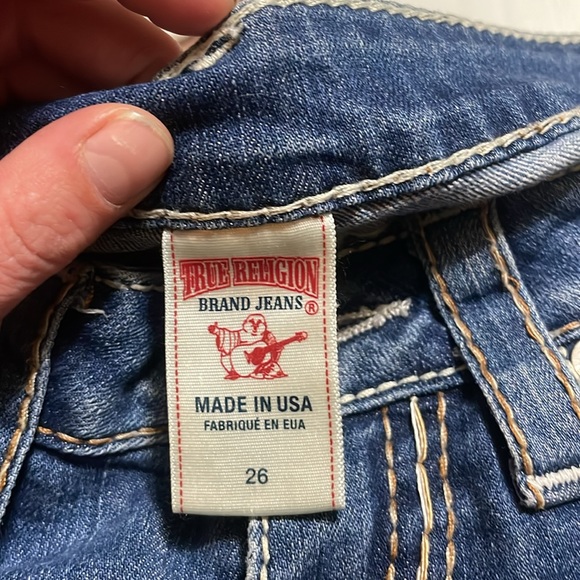 TRUE RELIGION
BRAND JEANS®
MADE IN USA
FABRIQUÉ EN EUA
26